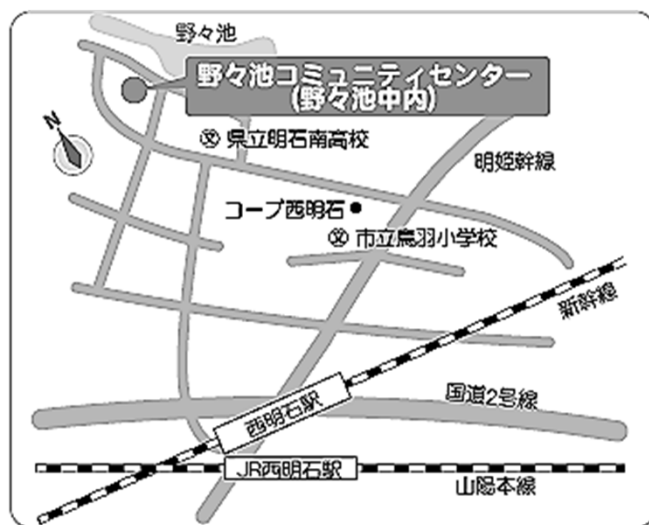 野々池
野々池コミュニティセンター
(野々池中内)
N
文 県立明石南高校
明姫幹線
コープ西明石
文 市立鳥羽小学校
新幹線
西明石駅
国道2号線
JR西明石駅
山陽本線